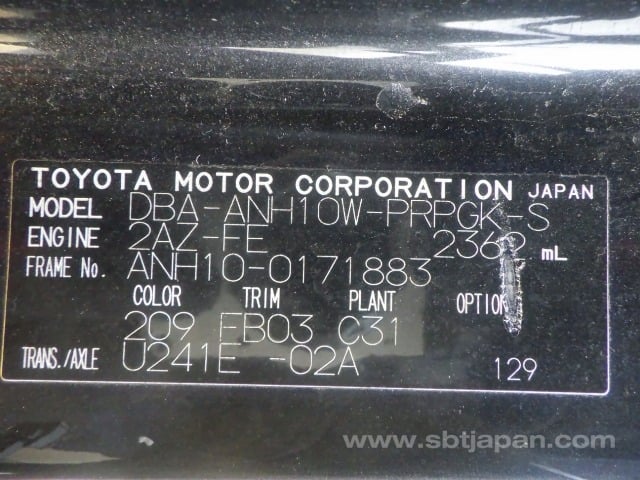 TOYOTA MOTOR CORPORATION JAPAN
MODEL DBA-ANH10W-PRPGK-S
ENGINE 2AZ-FE 2362 mL
FRAME No. ANH10-0171883
COLOR TRIM PLANT OPTION
209 FB03 C31
TRANS./AXLE U241E -02A 129
www.sbtjapan.com